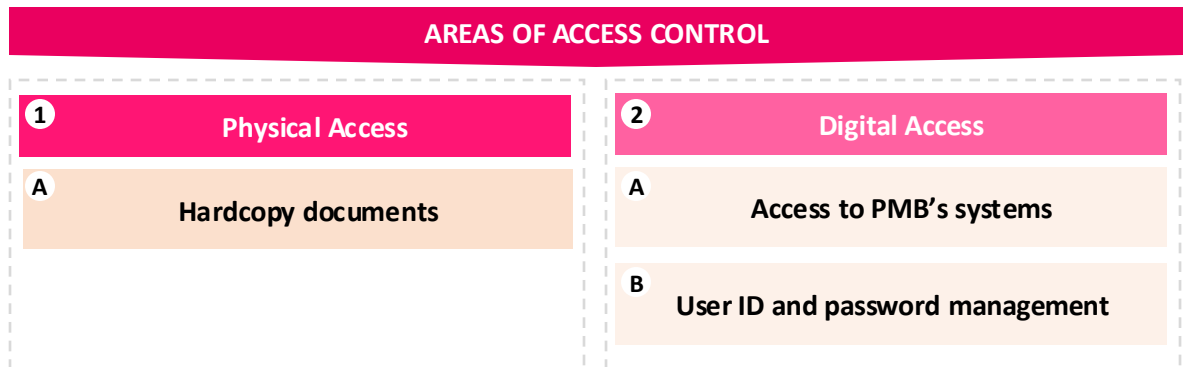 AREAS OF ACCESS CONTROL
1
Physical Access
A
Hardcopy documents
2
Digital Access
A
Access to PMB’s systems
B
User ID and password management